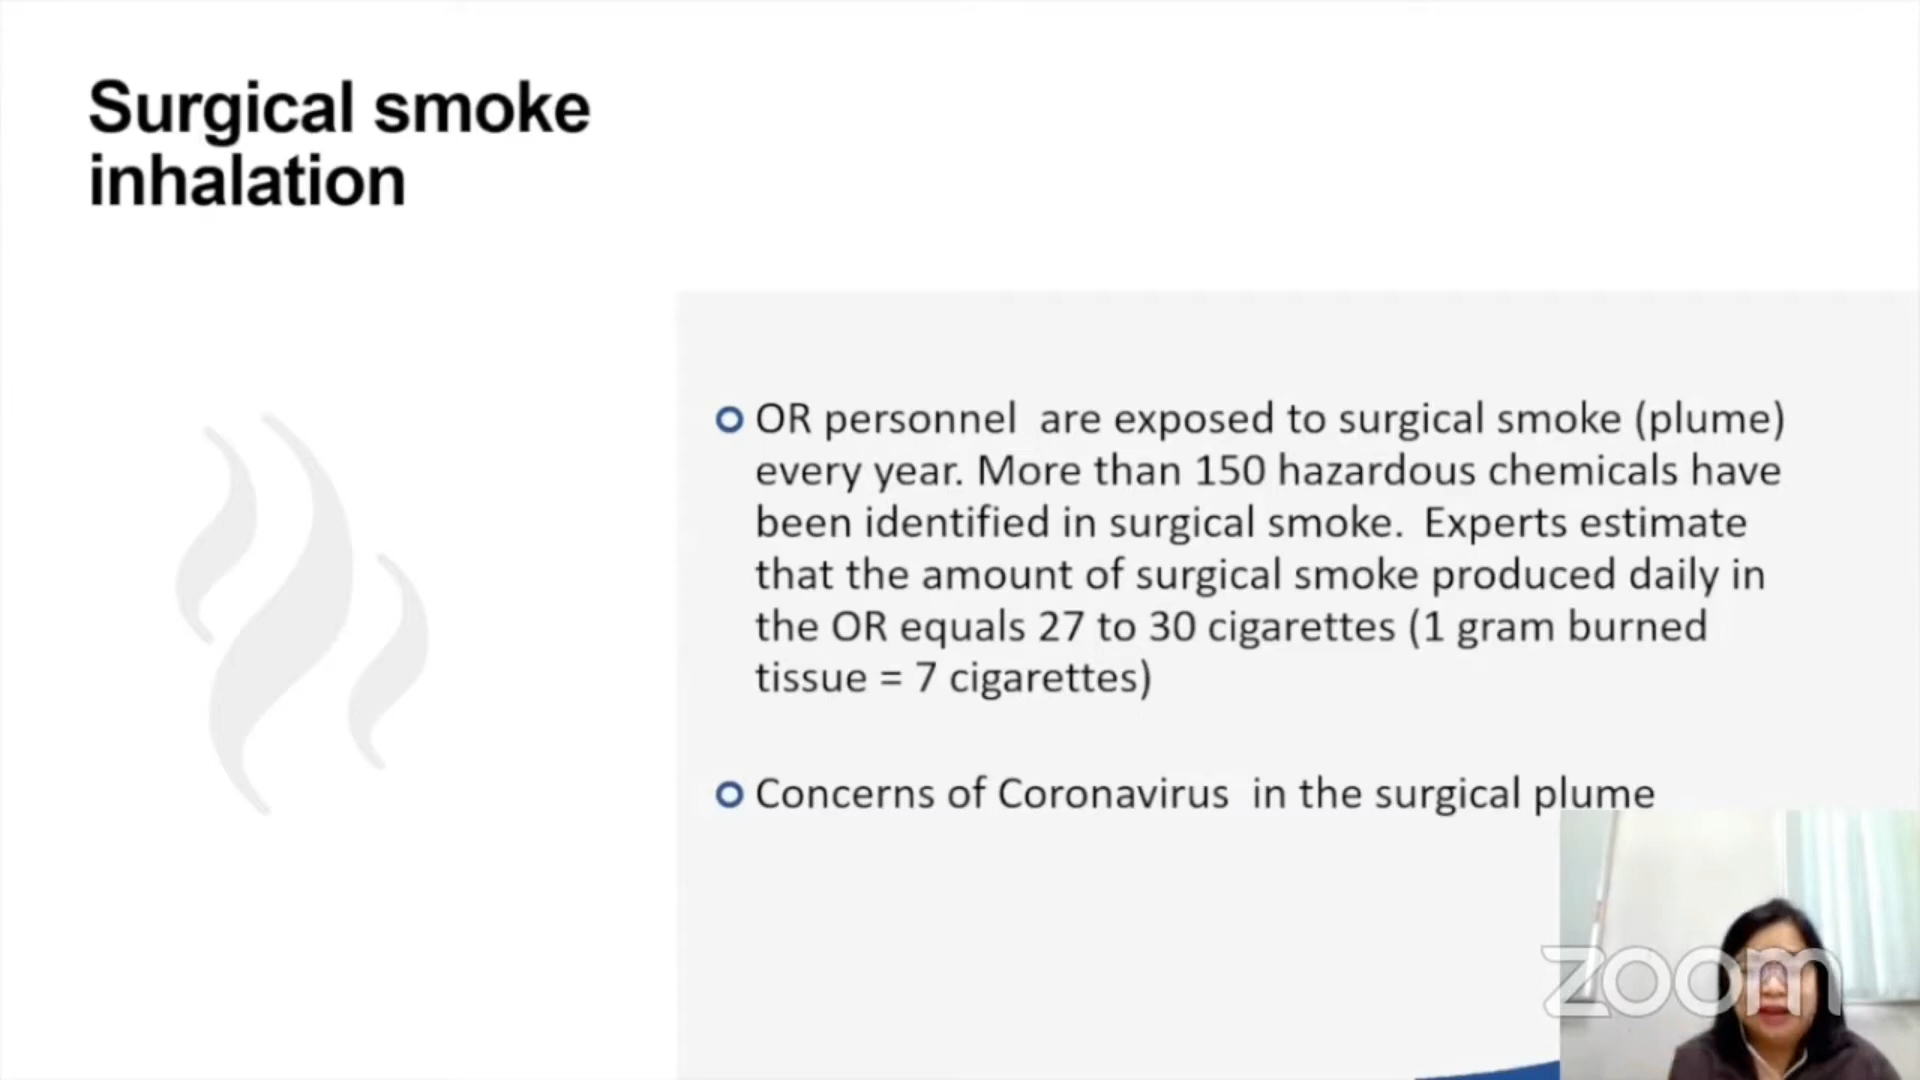 Surgical smoke
inhalation
OR personnel  are exposed to surgical smoke (plume)
every year. More than 150 hazardous chemicals have
been identified in surgical smoke.  Experts estimate
that the amount of surgical smoke produced daily in
the OR equals 27 to 30 cigarettes (1 gram burned
tissue = 7 cigarettes)
Concerns of Coronavirus  in the surgical plume
zoom